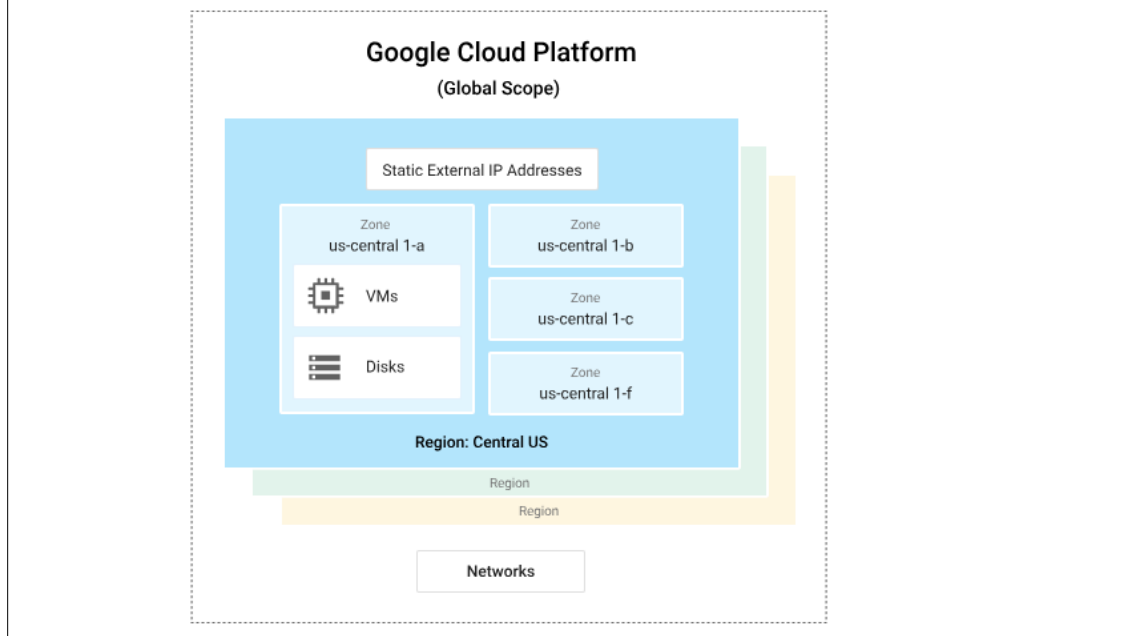 Google Cloud Platform
(Global Scope)
Static External IP Addresses
Zone
us-central 1-a
VMs
Disks
Zone
us-central 1-b
Zone
us-central 1-c
Zone
us-central 1-f
Region: Central US
Region
Region
Networks